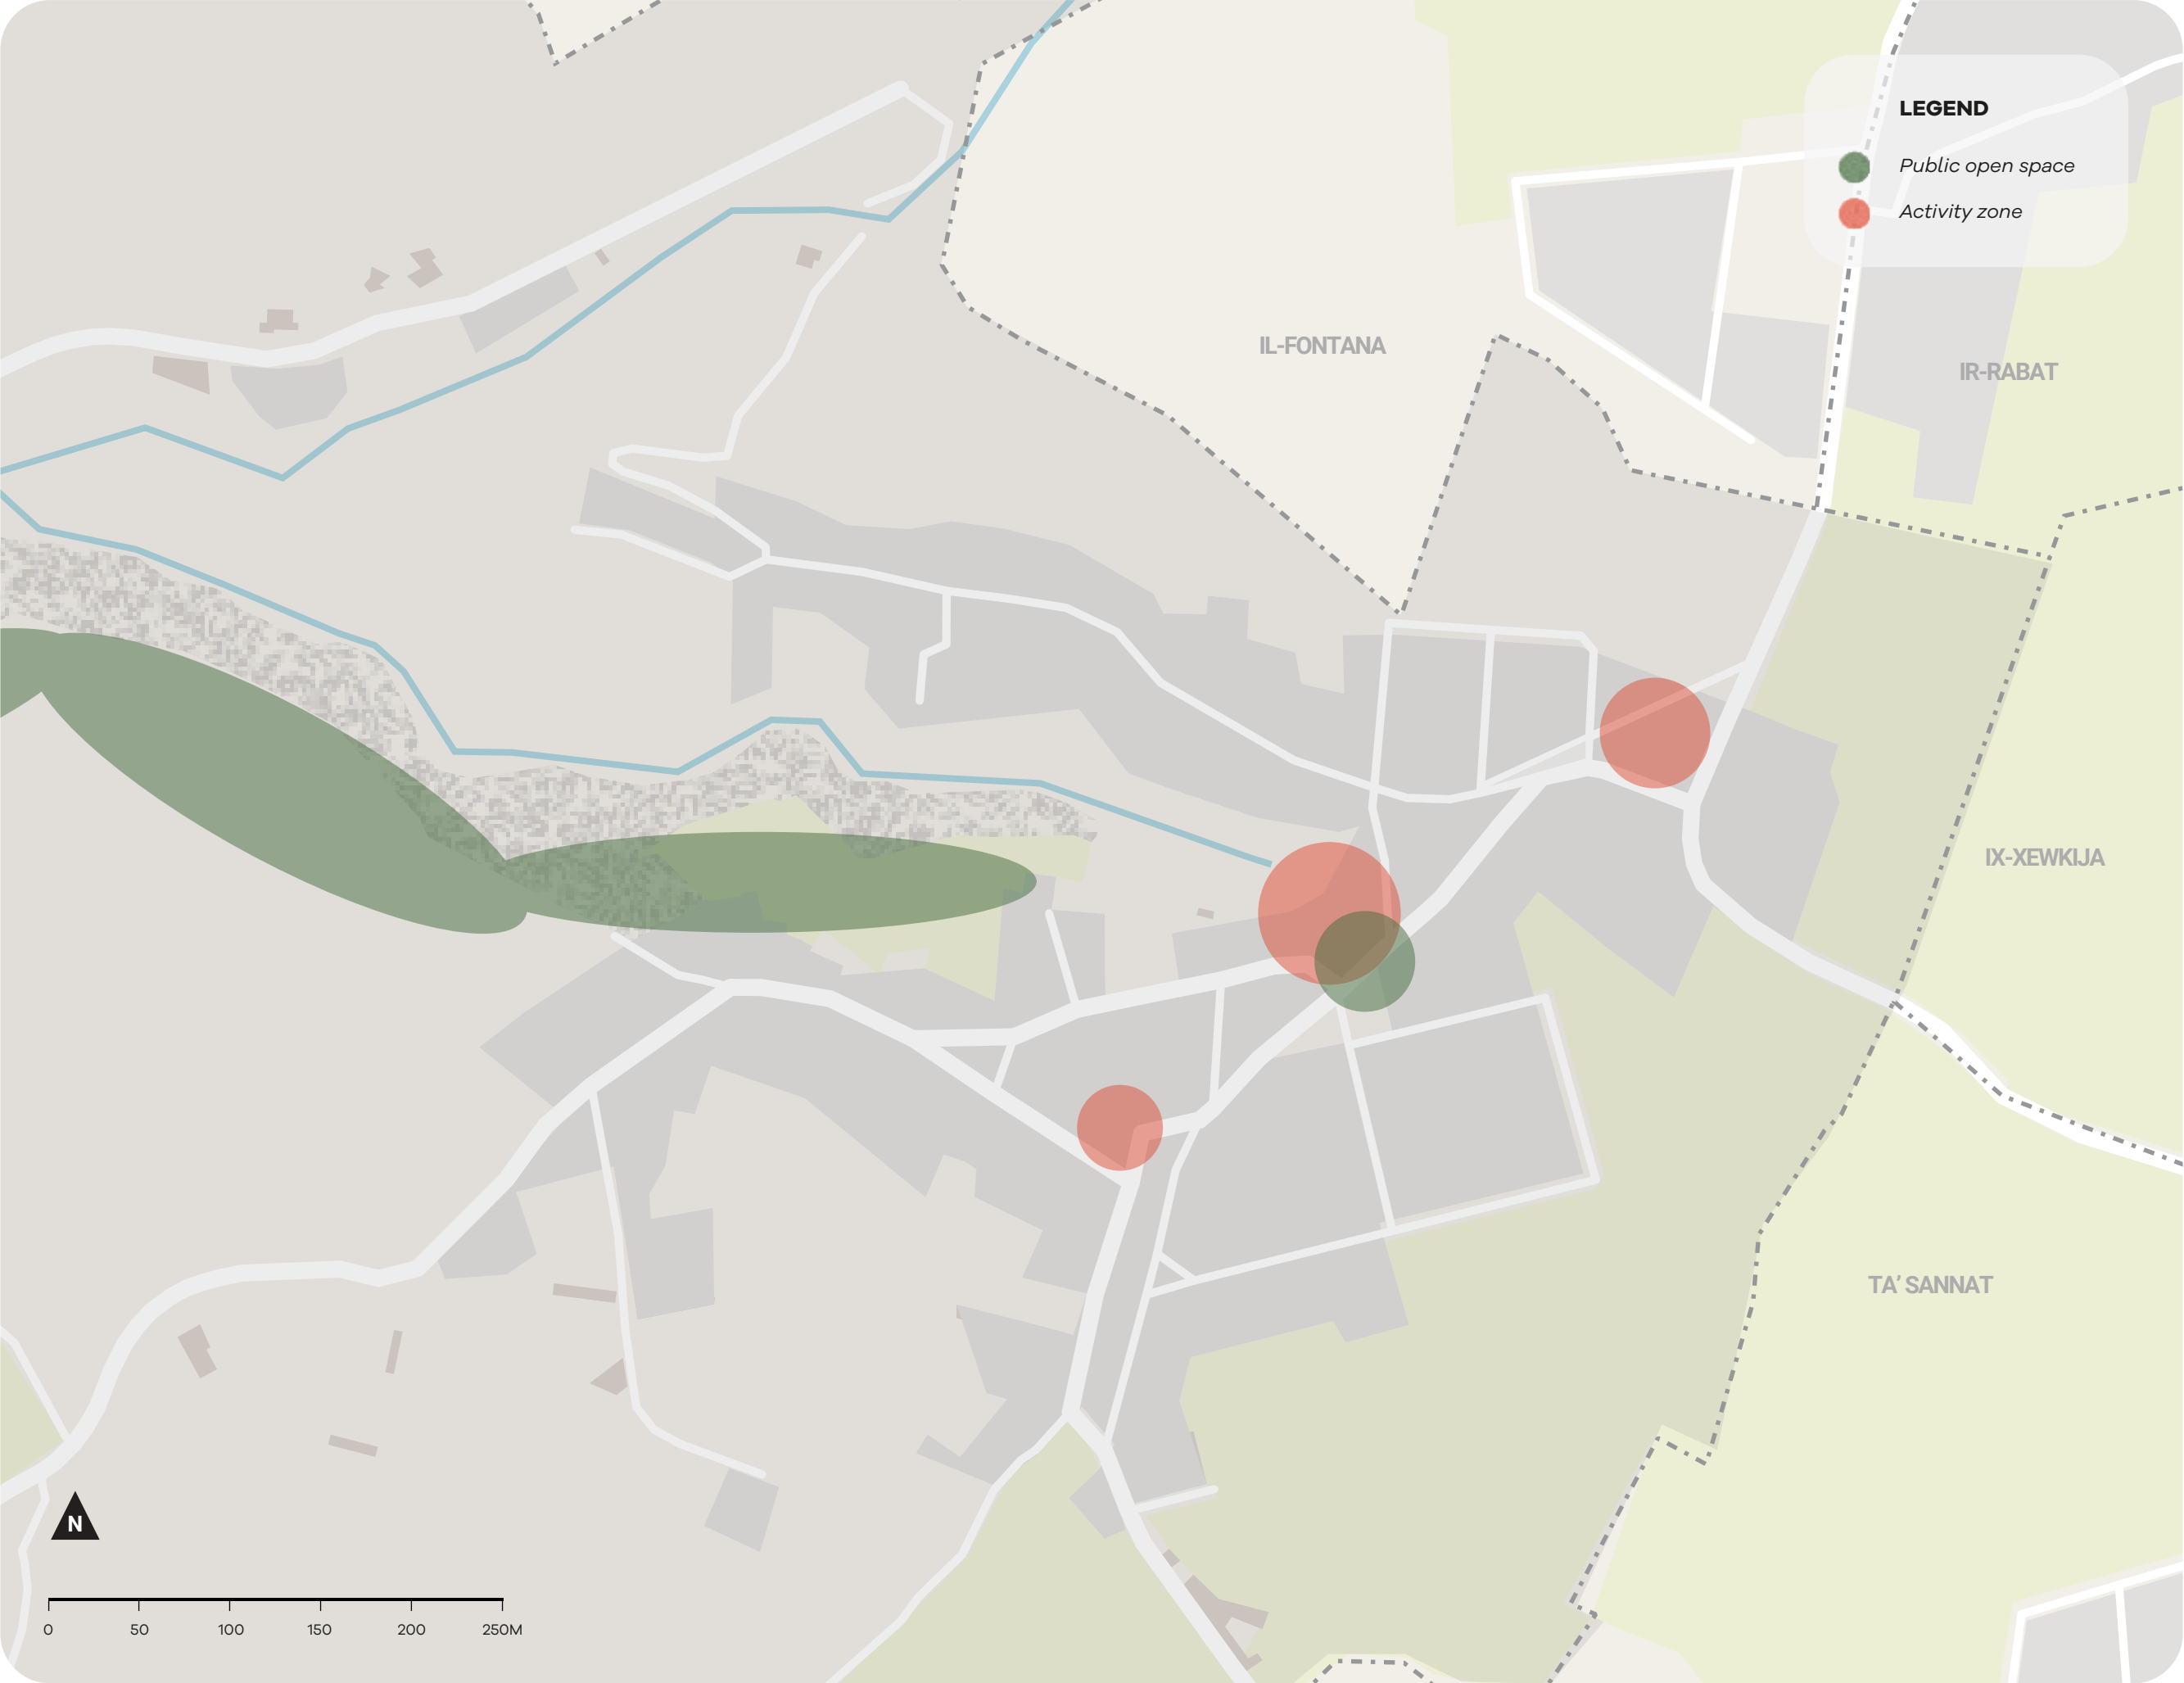 LEGEND
Public open space
Activity zone
IL-FONTANA
IR-RABAT
IX-XEWKIJA
TA’ SANNAT
N
0 50 100 150 200 250M